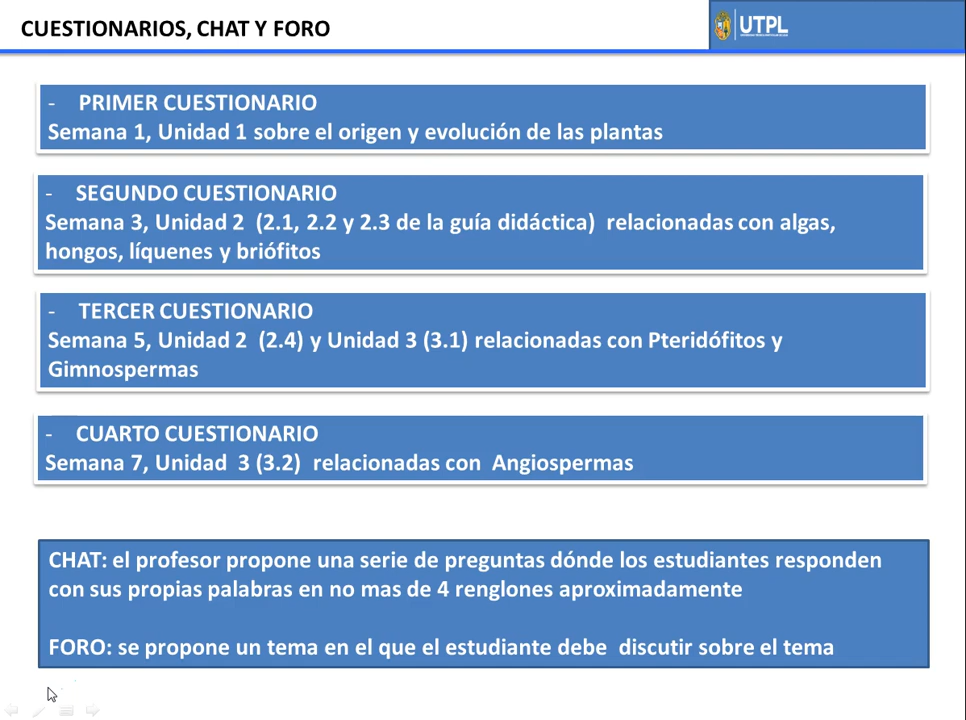 CUESTIONARIOS, CHAT Y FORO
UTPL
- PRIMER CUESTIONARIO
Semana 1, Unidad 1 sobre el origen y evolución de las plantas
- SEGUNDO CUESTIONARIO
Semana 3, Unidad 2 (2.1, 2.2 y 2.3 de la guía didáctica) relacionadas con algas,
hongos, líquenes y briófitos
- TERCER CUESTIONARIO
Semana 5, Unidad 2 (2.4) y Unidad 3 (3.1) relacionadas con Pteridófitos y
Gimnospermas
- CUARTO CUESTIONARIO
Semana 7, Unidad 3 (3.2) relacionadas con Angiospermas
CHAT: el profesor propone una serie de preguntas dónde los estudiantes responden
con sus propias palabras en no mas de 4 renglones aproximadamente
FORO: se propone un tema en el que el estudiante debe discutir sobre el tema